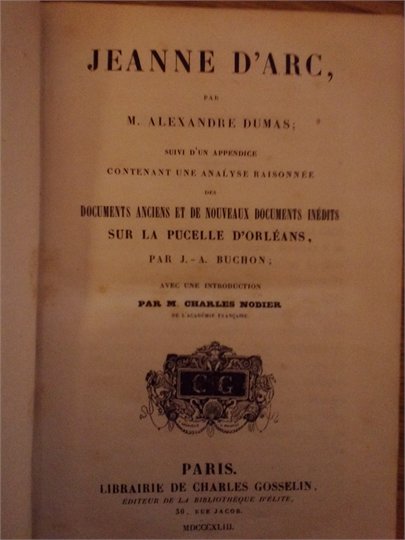 JEANNE D'ARC,
PAR
M. ALEXANDRE DUMAS;
SUIVI D'UN APPENDICE
CONTENANT UNE ANALYSE RAISONNÉE
DES
DOCUMENTS ANCIENS ET DE NOUVEAUX DOCUMENTS INÉDITS
SUR LA PUCELLE D'ORLÉANS,
PAR J.-A. BUCHON;
AVEC UNE INTRODUCTION
PAR M. CHARLES NODIER
DE L'ACADÉMIE FRANÇAISE.
CG
PARIS.
LIBRAIRIE DE CHARLES GOSSELIN,
ÉDITEUR DE LA BIBLIOTHÈQUE D'ÉLITE,
30, RUE JACOB.
MDCCCXLIII.